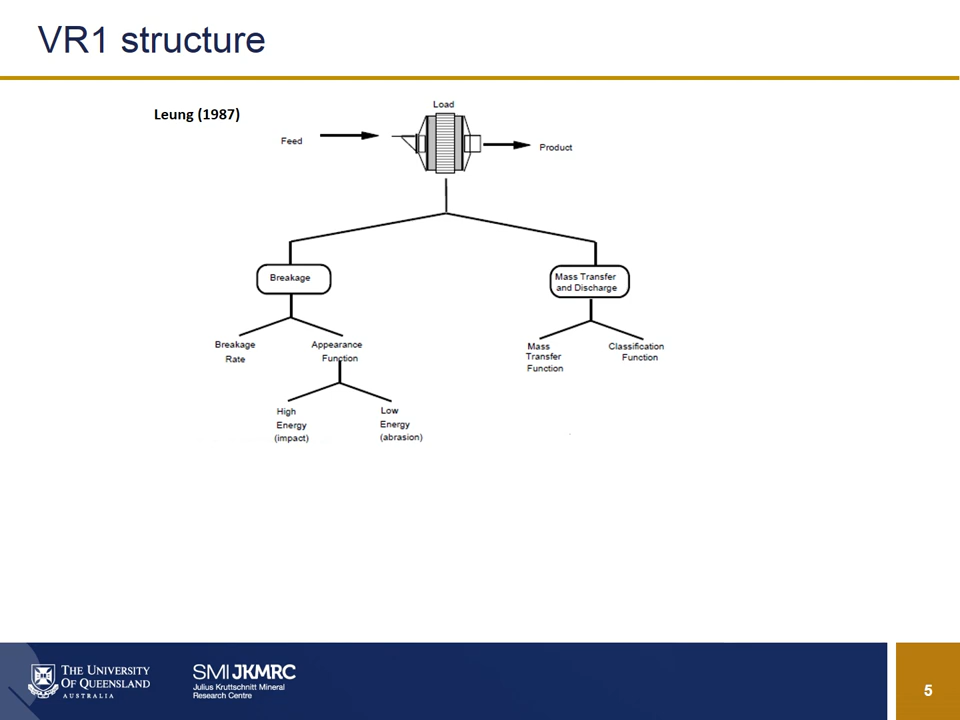 VR1 structure
Leung (1987)
Load
Feed
Product
Breakage
Mass Transfer
and Discharge
Breakage
Rate
Appearance
Function
Mass
Transfer
Function
Classification
Function
High
Energy
(impact)
Low
Energy
(abrasion)
THE UNIVERSITY
OF QUEENSLAND
AUSTRALIA
SMI JKMRC
Julius Kruttschnitt Mineral
Research Centre
5